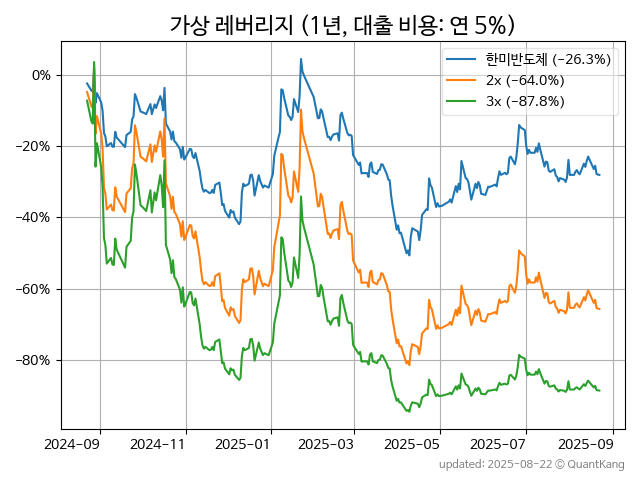 가상 레버리지 (1년, 대출 비용: 연 5%)
한미반도체 (−26.3%)
2x (−64.0%)
3x (−87.8%)
0%
−20%
−40%
−60%
−80%
2024-09 2024-11 2025-01 2025-03 2025-05 2025-07 2025-09
updated: 2025-08-22 © QuantKang